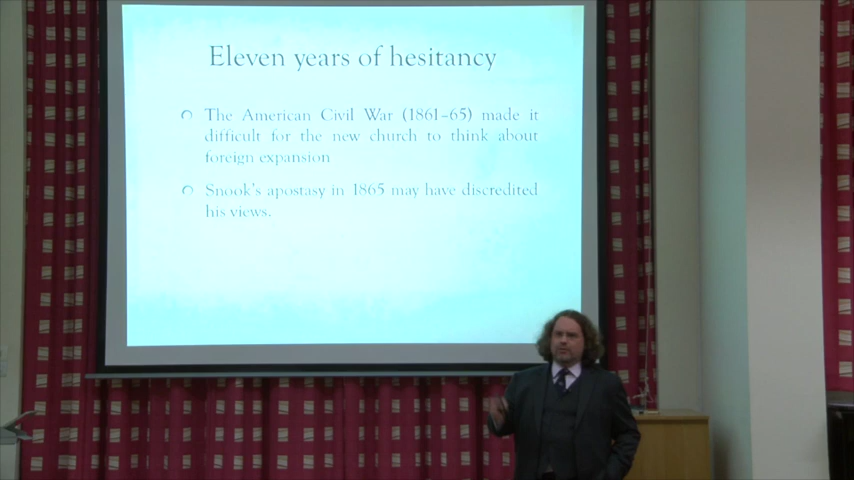 Eleven years of hesitancy
The American Civil War (1861–65) made it
difficult for the new church to think about
foreign expansion
Snook's apostasy in 1865 may have discredited
his views.